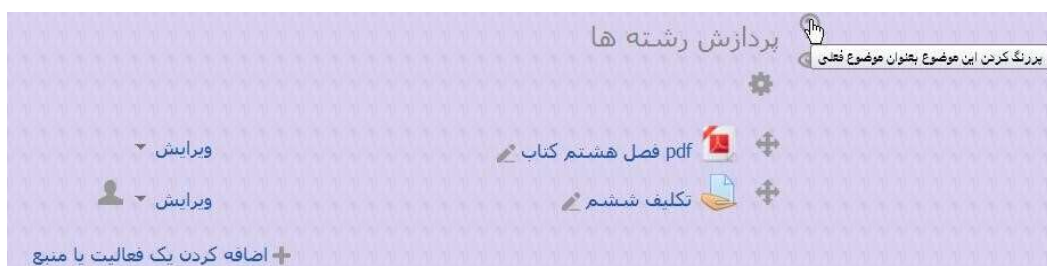 پردازش رشته ها
پررنگ کردن این موضوع بعنوان موضوع فعلی
pdf فصل هشتم کتاب
ویرایش
تکلیف ششم
ویرایش
اضافه کردن یک فعالیت یا منبع